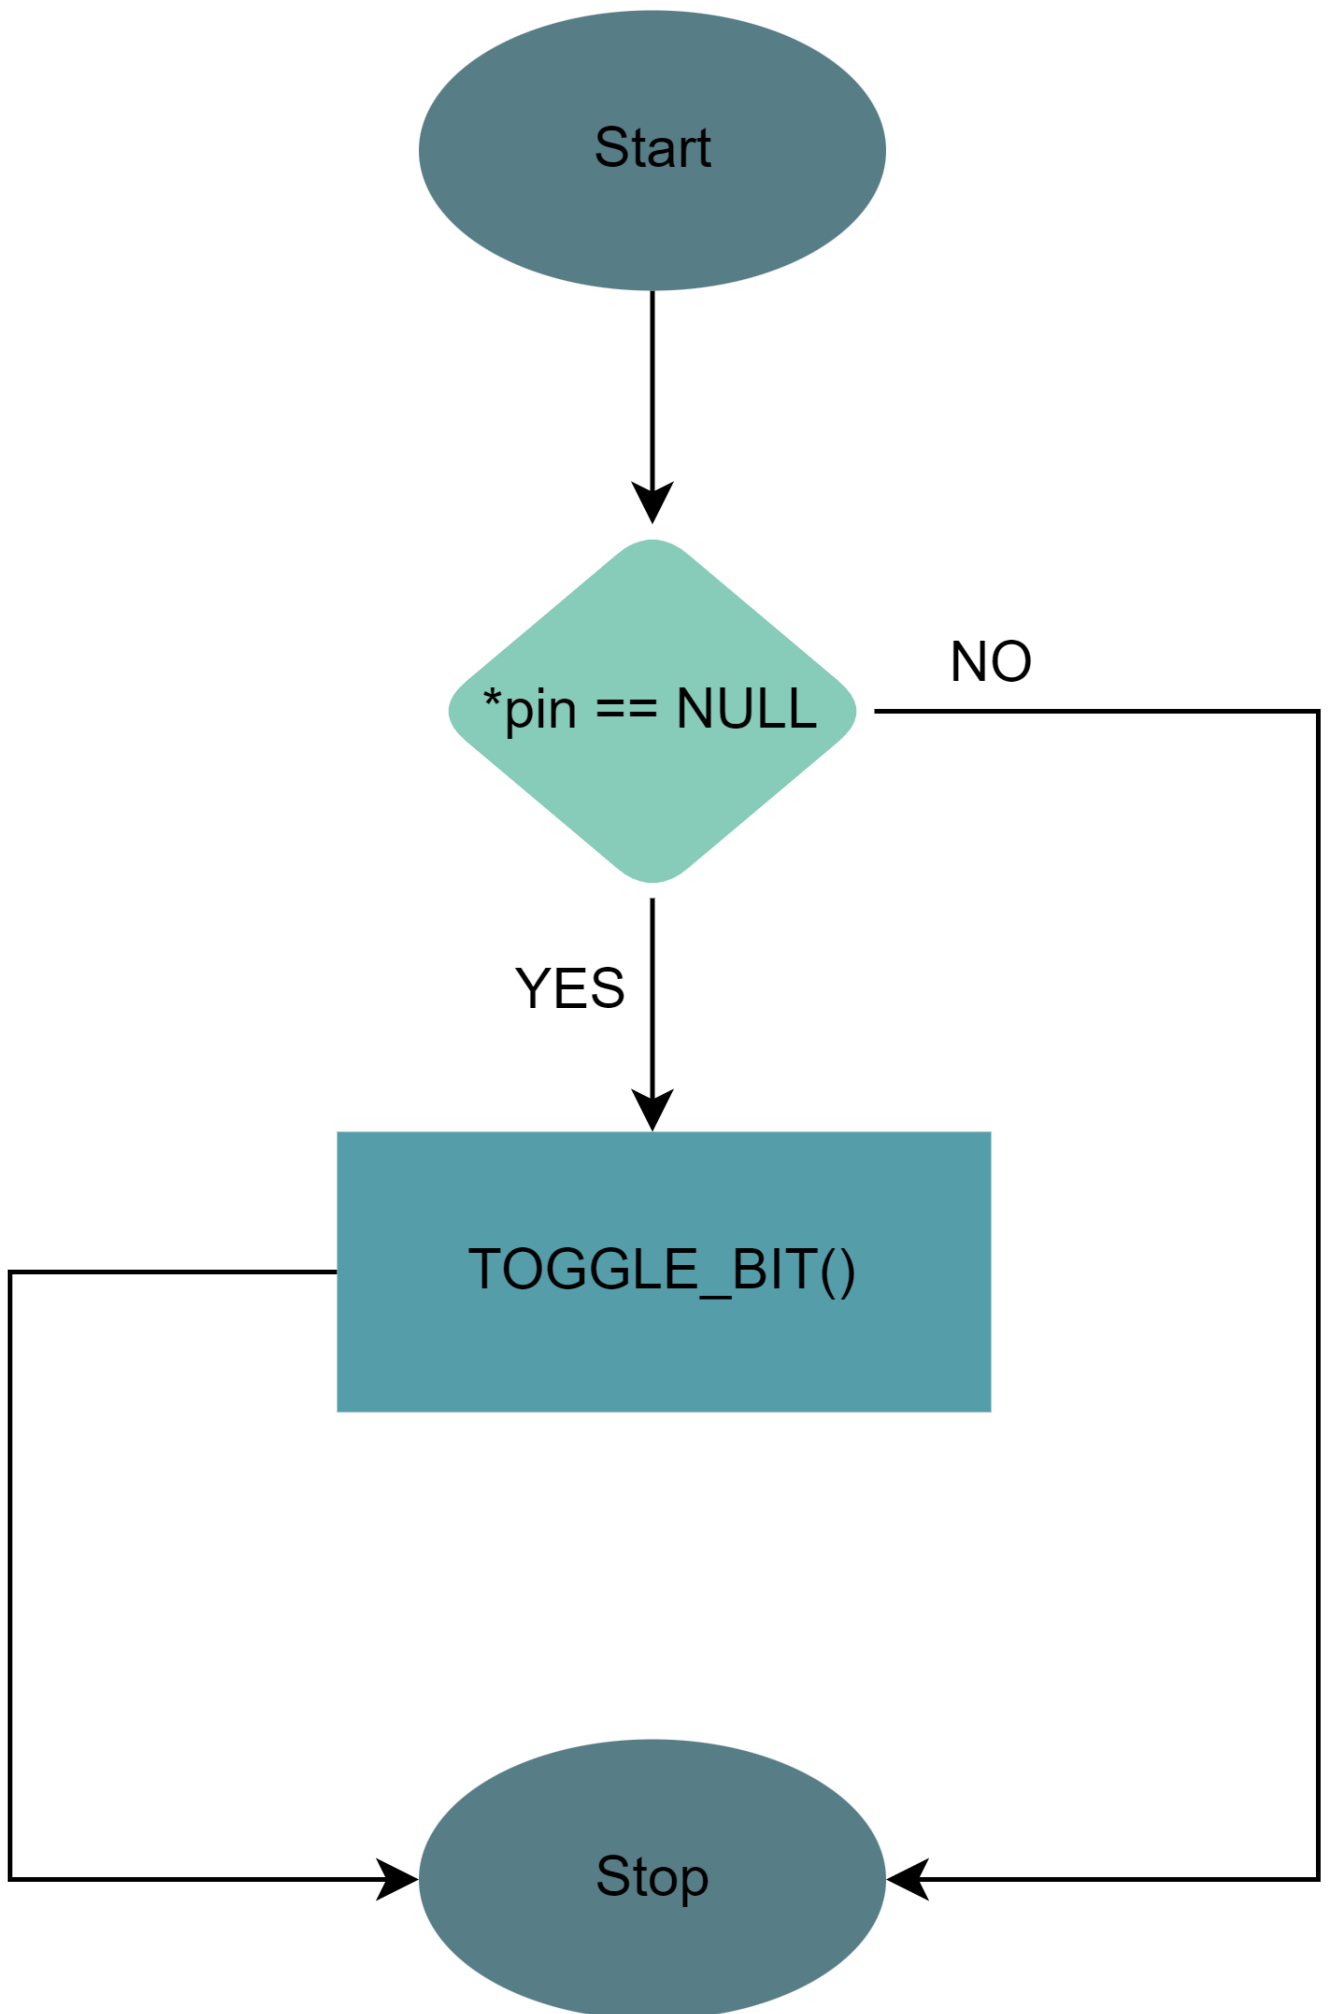 Start
*pin == NULL
NO
YES
TOGGLE_BIT()
Stop